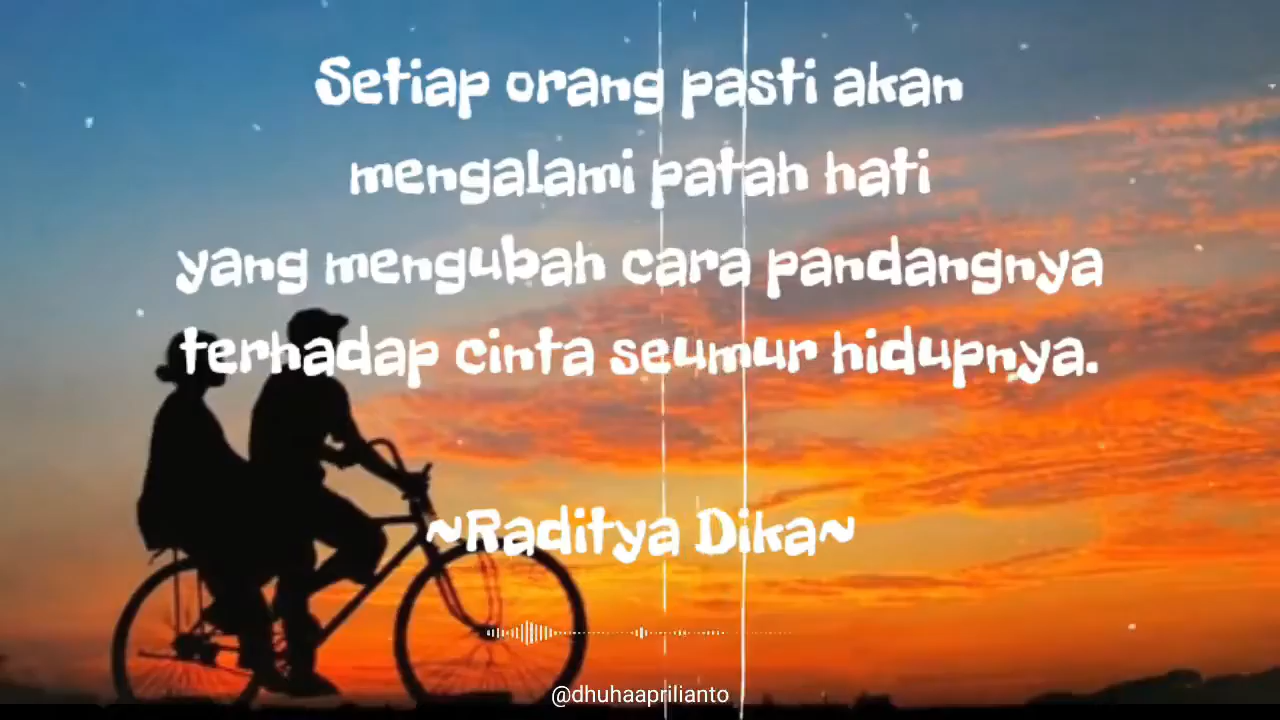 Setiap orang pasti akan
mengalami patah hati
yang mengubah cara pandangnya
terhadap cinta seumur hidupnya.
~Raditya Dika~
@dhuhaaprilianto